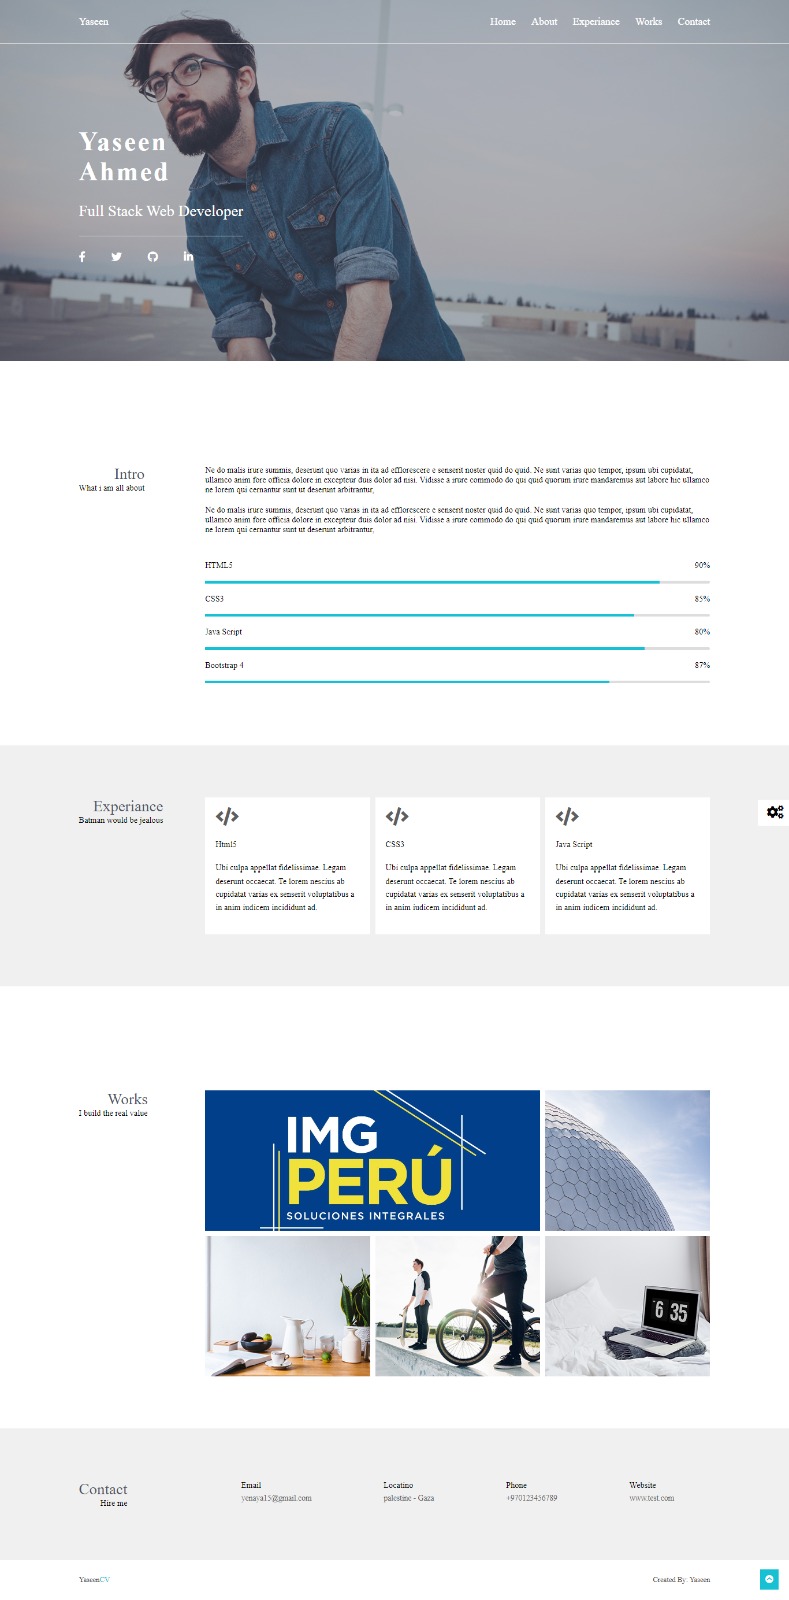 Yaseen
Home About Experiance Works Contact
Yaseen
Ahmed
Full Stack Web Developer
Intro
What i am all about
Ne do malis irure summis, deserunt quo varias in ita ad efflorescere e senserit noster quid do quid. Ne sunt varias quo tempor, ipsum ubi cupidatat,
ullamco anim fore officia dolore in excepteur duis dolor ad nisi. Vidisse a irure commodo do qui quid quorum irure mandaremus aut labore hic ullamco
ne lorem qui cernantur sunt ut deserunt arbitrantur,
Ne do malis irure summis, deserunt quo varias in ita ad efflorescere e senserit noster quid do quid. Ne sunt varias quo tempor, ipsum ubi cupidatat,
ullamco anim fore officia dolore in excepteur duis dolor ad nisi. Vidisse a irure commodo do qui quid quorum irure mandaremus aut labore hic ullamco
ne lorem qui cernantur sunt ut deserunt arbitrantur,
HTML5 90%
CSS3 85%
Java Script 80%
Bootstrap 4 87%
Experiance
Batman would be jealous
Html5
Ubi culpa appellat fidelissimae. Legam
deserunt occaecat. Te lorem nescius ab
cupidatat varias ex senserit voluptatibus a
in anim iudicem incididunt ad.
CSS3
Ubi culpa appellat fidelissimae. Legam
deserunt occaecat. Te lorem nescius ab
cupidatat varias ex senserit voluptatibus a
in anim iudicem incididunt ad.
Java Script
Ubi culpa appellat fidelissimae. Legam
deserunt occaecat. Te lorem nescius ab
cupidatat varias ex senserit voluptatibus a
in anim iudicem incididunt ad.
Works
I build the real value
IMG
PERÚ
SOLUCIONES INTEGRALES
6 35
Contact
Hire me
Email
yenaya15@gmail.com
Locatino
palestine - Gaza
Phone
+970123456789
Website
www.test.com
YaseenCV
Created By: Yaseen